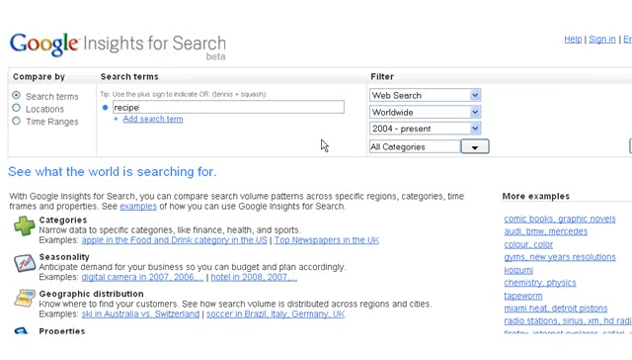 Google Insights for Search
beta
Help | Sign in |
Compare by
Search terms
Filter
Search terms
Locations
Time Ranges
Tip: Use the plus sign to indicate OR. (tennis + squash)
recipe
+ Add search term
Web Search
Worldwide
2004 - present
All Categories
See what the world is searching for.
With Google Insights for Search, you can compare search volume patterns across specific regions, categories, time
frames and properties. See examples of how you can use Google Insights for Search.
Categories
Narrow data to specific categories, like finance, health, and sports.
Examples: apple in the Food and Drink category in the US | Top Newspapers in the UK
Seasonality
Anticipate demand for your business so you can budget and plan accordingly.
Examples: digital camera in 2007, 2006,... | hotel in 2008, 2007,...
Geographic distribution
Know where to find your customers. See how search volume is distributed across regions and cities.
Examples: ski in Australia vs. Switzerland | soccer in Brazil, Italy, Germany, UK
Properties
More examples
comic books, graphic novels
audi, bmw, mercedes
colour, color
gyms, new years resolutions
koizumi
chemistry, physics
tapeworm
miami heat, detroit pistons
radio stations, sirius, xm, hd radi
firefox, internet explorer, safari